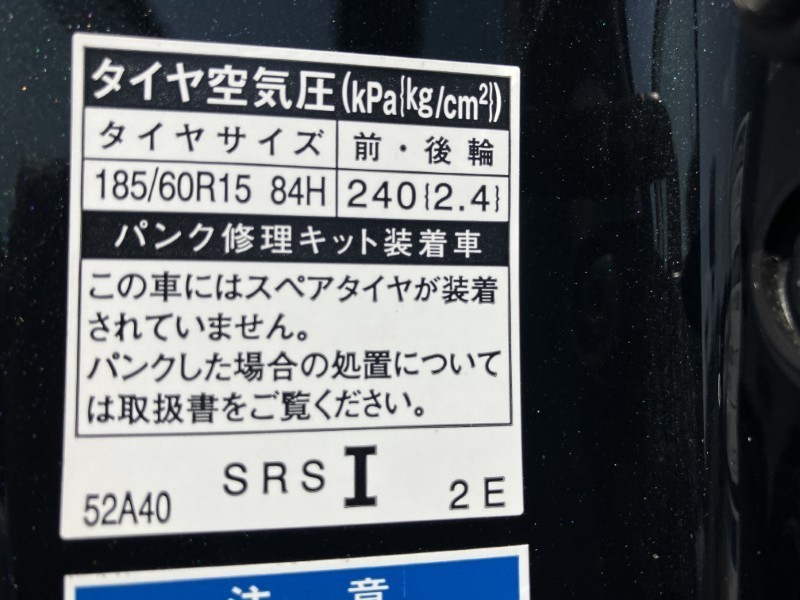 タイヤ空気圧(kPa{kg/cm²})
タイヤサイズ 前・後輪
185/60R15 84H 240{2.4}
パンク修理キット装着車
この車にはスペアタイヤが装着
されていません。
パンクした場合の処置について
は取扱書をご覧ください。
52A40 SRS I 2E
注意